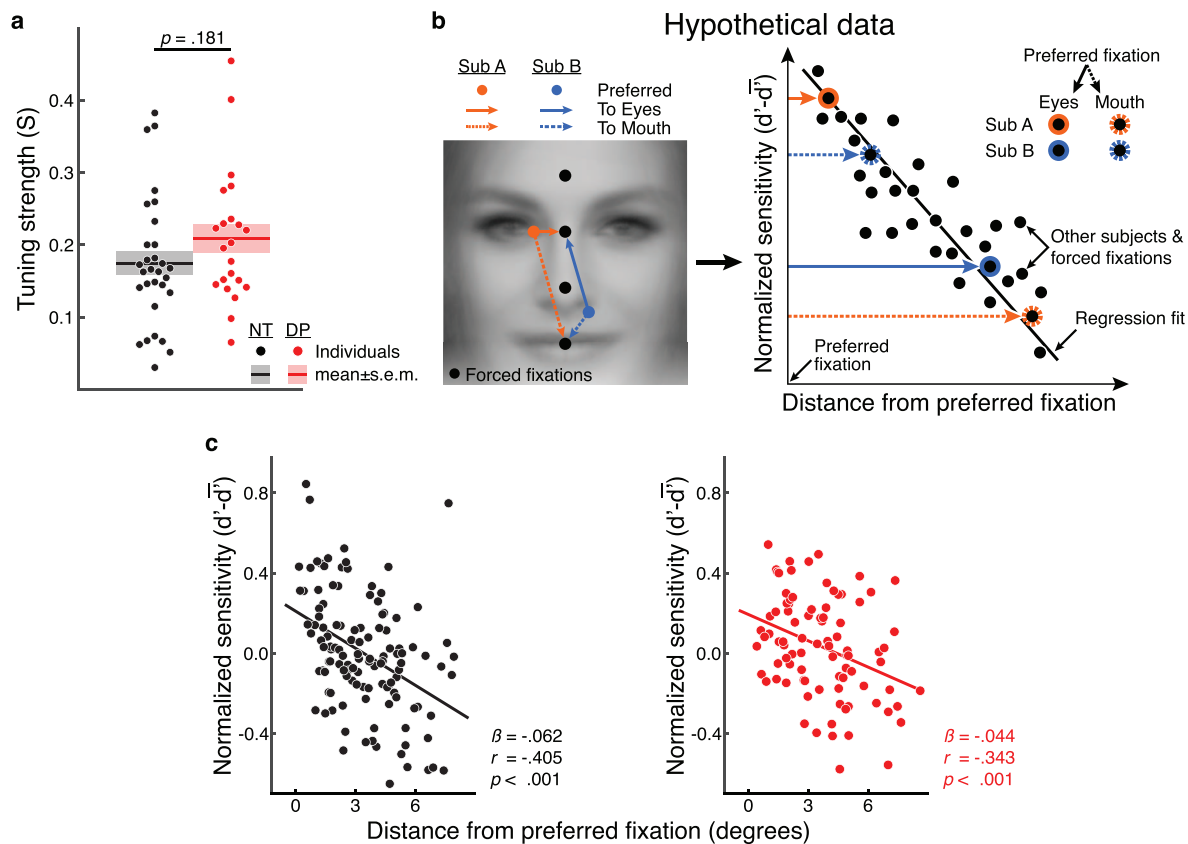 a
p = .181
Tuning strength (S)
0.4
0.3
0.2
0.1
NT DP
Individuals
mean±s.e.m.
b
Hypothetical data
Sub A Sub B
Preferred
To Eyes
To Mouth
Forced fixations
Normalized sensitivity (d'-d̅'̅)
Preferred fixation
Eyes Mouth
Sub A
Sub B
Other subjects &
forced fixations
Regression fit
Preferred
fixation
Distance from preferred fixation
c
Normalized sensitivity (d'-d̅'̅)
0.8
0.4
0.0
-0.4
0 3 6
ß = -.062
r = -.405
p < .001
Normalized sensitivity (d'-d̅'̅)
0.8
0.4
0.0
-0.4
0 3 6
ß = -.044
r = -.343
p < .001
Distance from preferred fixation (degrees)